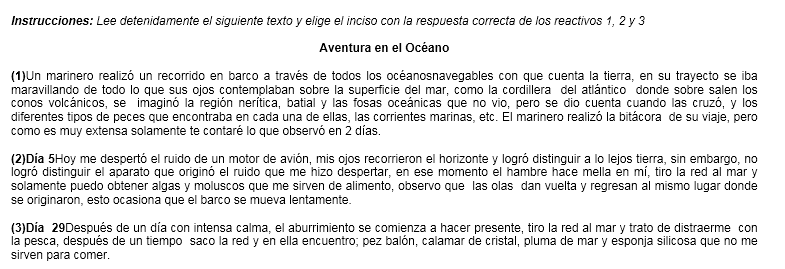 Instrucciones: Lee detenidamente el siguiente texto y elige el inciso con la respuesta correcta de los reactivos 1, 2 y 3
Aventura en el Océano
(1)Un marinero realizó un recorrido en barco a través de todos los océanosnavegables con que cuenta la tierra, en su trayecto se iba
maravillando de todo lo que sus ojos contemplaban sobre la superficie del mar, como la cordillera del atlántico donde sobre salen los
conos volcánicos, se imaginó la región nerítica, batial y las fosas oceánicas que no vio, pero se dio cuenta cuando las cruzó, y los
diferentes tipos de peces que encontraba en cada una de ellas, las corrientes marinas, etc. El marinero realizó la bitácora de su viaje, pero
como es muy extensa solamente te contaré lo que observó en 2 días.
(2)Día 5Hoy me despertó el ruido de un motor de avión, mis ojos recorrieron el horizonte y logró distinguir a lo lejos tierra, sin embargo, no
logró distinguir el aparato que originó el ruido que me hizo despertar, en ese momento el hambre hace mella en mí, tiro la red al mar y
solamente puedo obtener algas y moluscos que me sirven de alimento, observo que las olas dan vuelta y regresan al mismo lugar donde
se originaron, esto ocasiona que el barco se mueva lentamente.
(3)Día 29Después de un día con intensa calma, el aburrimiento se comienza a hacer presente, tiro la red al mar y trato de distraerme con
la pesca, después de un tiempo saco la red y en ella encuentro; pez balón, calamar de cristal, pluma de mar y esponja silicosa que no me
sirven para comer.